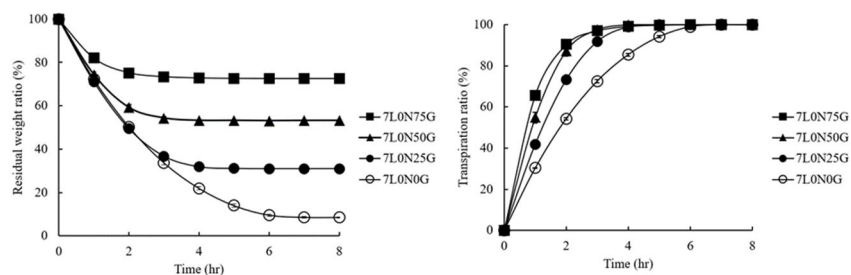 Residual weight ratio (%)
100
80
60
40
20
0
0 2 4 6 8
Time (hr)
7L0N75G
7L0N50G
7L0N25G
7L0N0G
Transpiration ratio (%)
100
80
60
40
20
0
0 2 4 6 8
Time (hr)
7L0N75G
7L0N50G
7L0N25G
7L0N0G